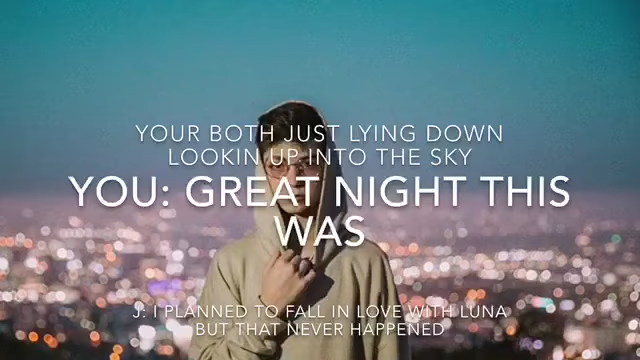 YOUR BOTH JUST LYING DOWN
LOOKIN UP INTO THE SKY
YOU: GREAT NIGHT THIS
WAS
J: I PLANNED TO FALL IN LOVE WITH LUNA
BUT THAT NEVER HAPPENED